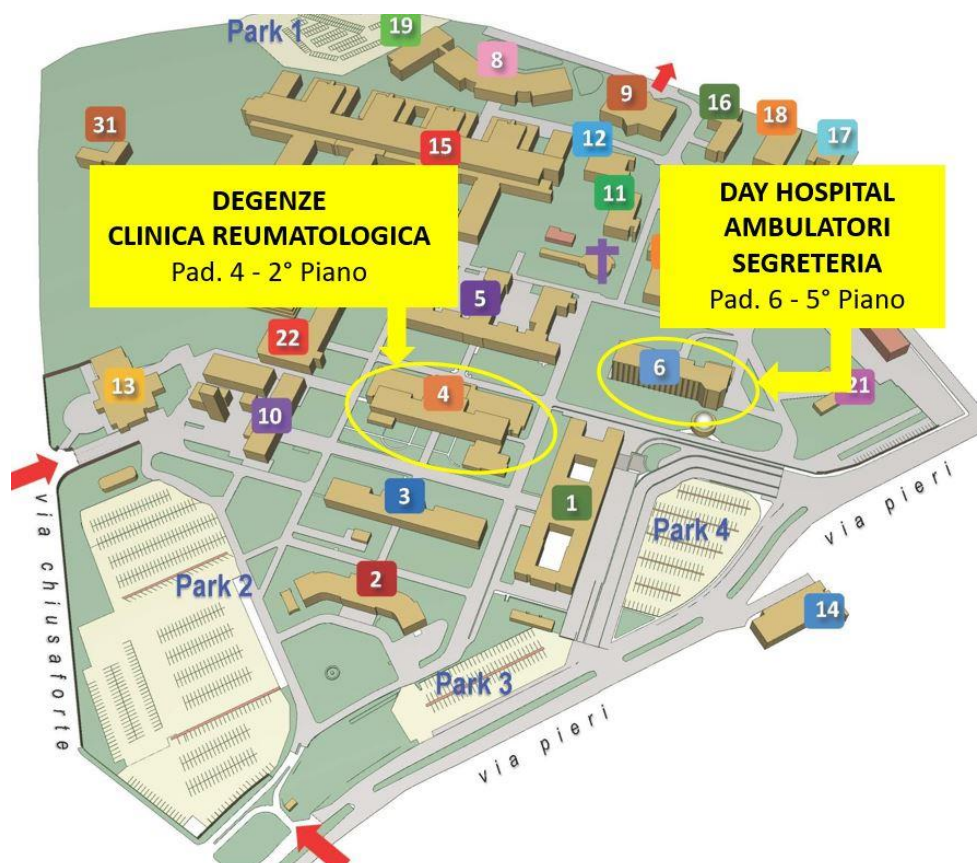 Park 1
19
8
9
16
18
17
31
15
12
11
DEGENZE
CLINICA REUMATOLOGICA
Pad. 4 - 2° Piano
DAY HOSPITAL
AMBULATORI
SEGRETERIA
Pad. 6 - 5° Piano
5
22
6
13
4
21
10
3
1
Park 4
via pieri
2
Park 2
14
Park 3
via pieri
via chiusaforte